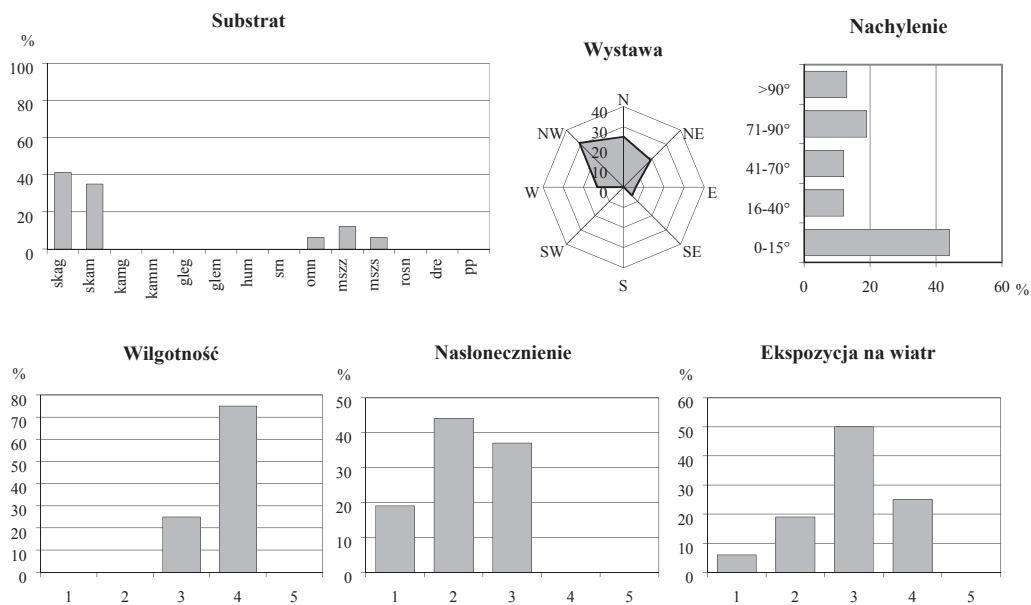 Substrat
%
100
80
60
40
20
0
skag skam kamg kamm gleg glem hum srn omn mszz mszs rosn dre pp
Wystawa
N
NE
E
SE
S
SW
W
NW
40
30
20
10
0
Nachylenie
>90°
71-90°
41-70°
16-40°
0-15°
0 20 40 60 %
Wilgotność
%
80
70
60
50
40
30
20
10
0
1 2 3 4 5
Nasłonecznienie
%
50
40
30
20
10
0
1 2 3 4 5
Ekspozycja na wiatr
%
60
50
40
30
20
10
0
1 2 3 4 5